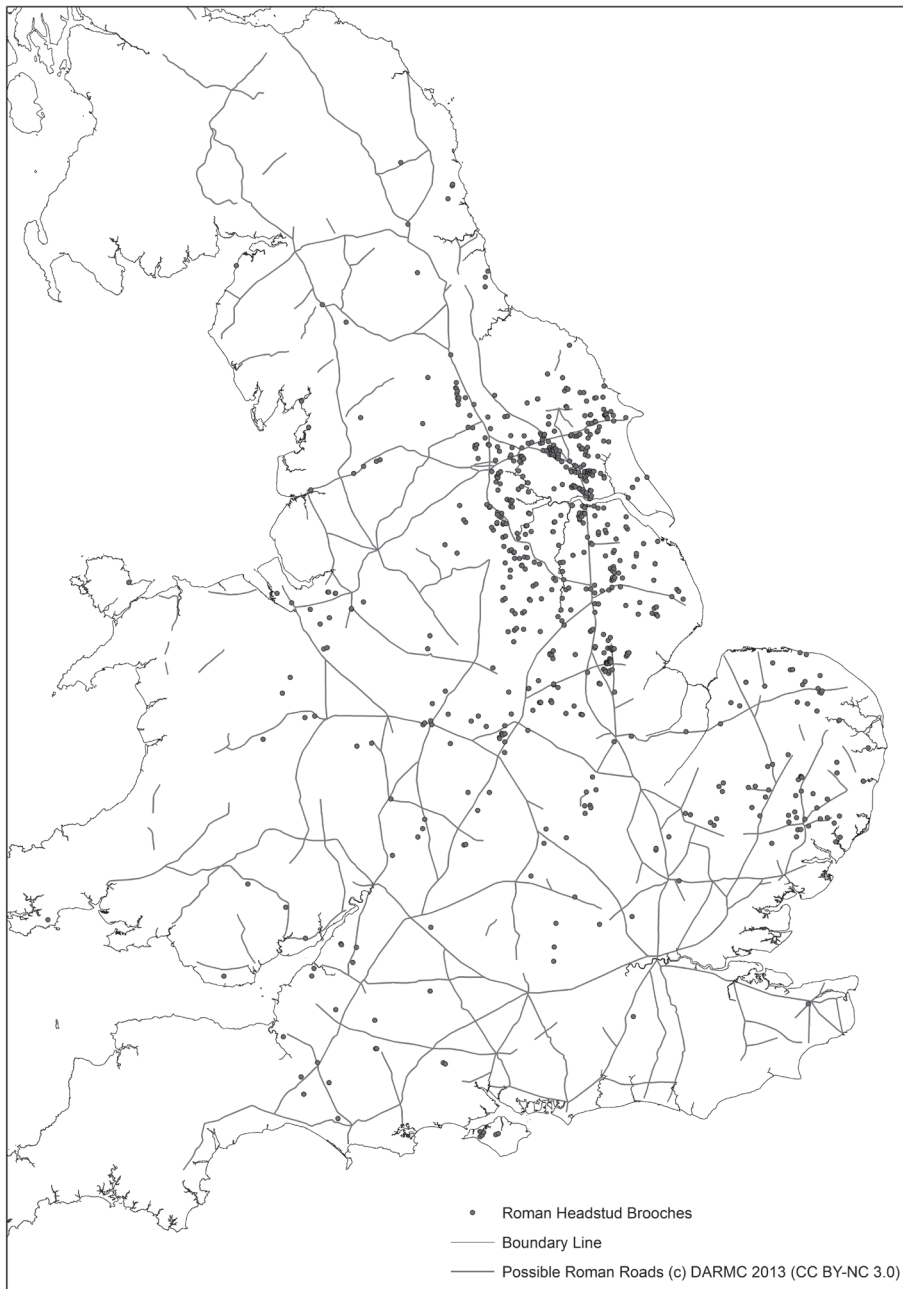 Roman Headstud Brooches
Boundary Line
Possible Roman Roads (c) DARMC 2013 (CC BY-NC 3.0)